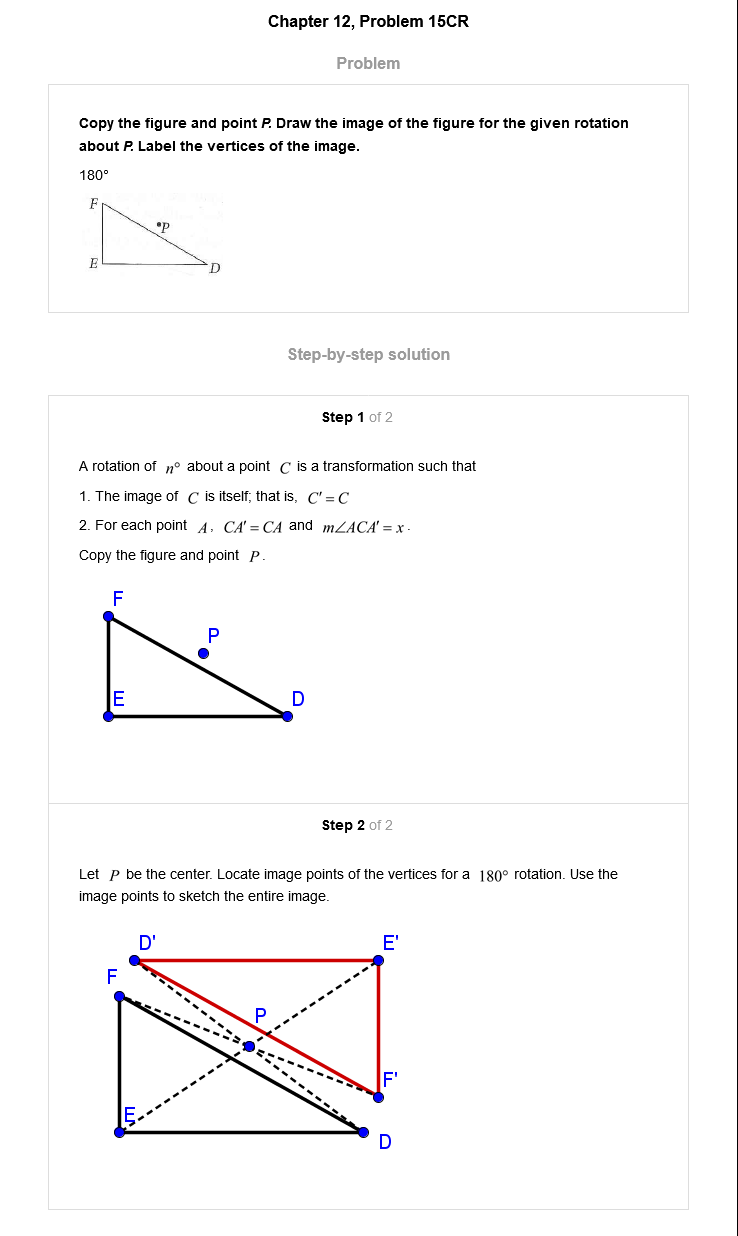 Chapter 12, Problem 15CR
Problem
Copy the figure and point P. Draw the image of the figure for the given rotation
about P. Label the vertices of the image.
180°
F
P
E
D
Step-by-step solution
Step 1 of 2
A rotation of n° about a point C is a transformation such that
1. The image of C is itself; that is, C′ = C
2. For each point A, CA′ = CA and m∠ACA′ = x.
Copy the figure and point P.
F
P
E
D
Step 2 of 2
Let P be the center. Locate image points of the vertices for a 180° rotation. Use the
image points to sketch the entire image.
D'
E'
F
P
F'
E
D